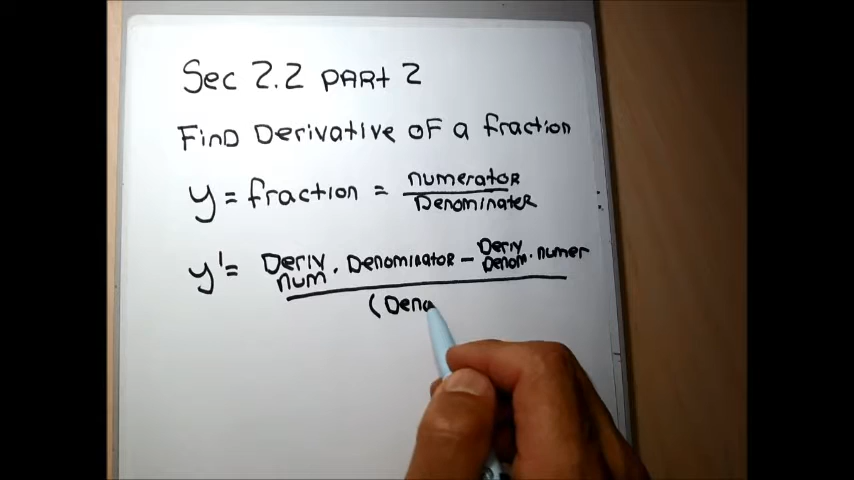 Sec 2.2 PARt 2
Find Derivative of a fraction
y = fraction = numerator
Denominater
y' = Deriv num · Denominator - Deriv Denom · numer
(Deno